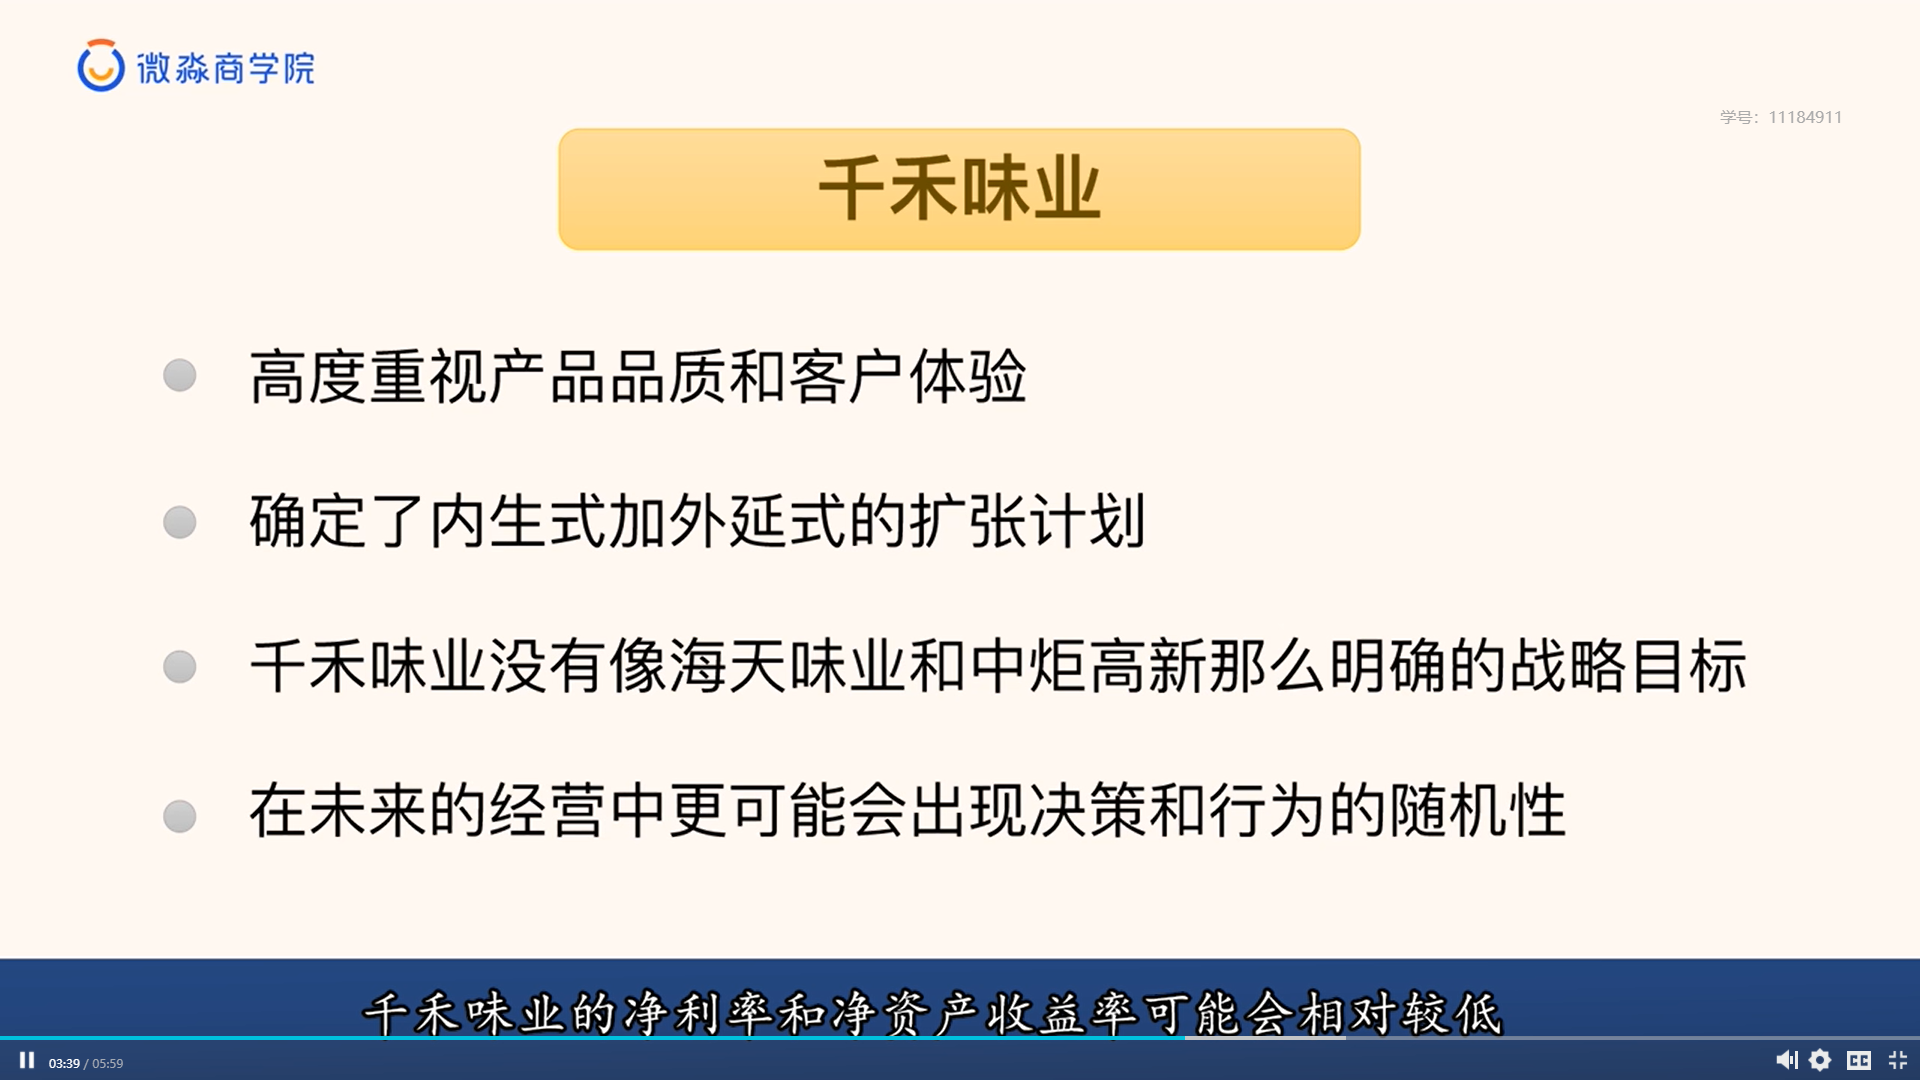 微淼商学院
学号：11184911
千禾味业
高度重视产品品质和客户体验
确定了内生式加外延式的扩张计划
千禾味业没有像海天味业和中炬高新那么明确的战略目标
在未来的经营中更可能会出现决策和行为的随机性
千禾味业的净利率和净资产收益率可能会相对较低
03:39 / 05:59
CC